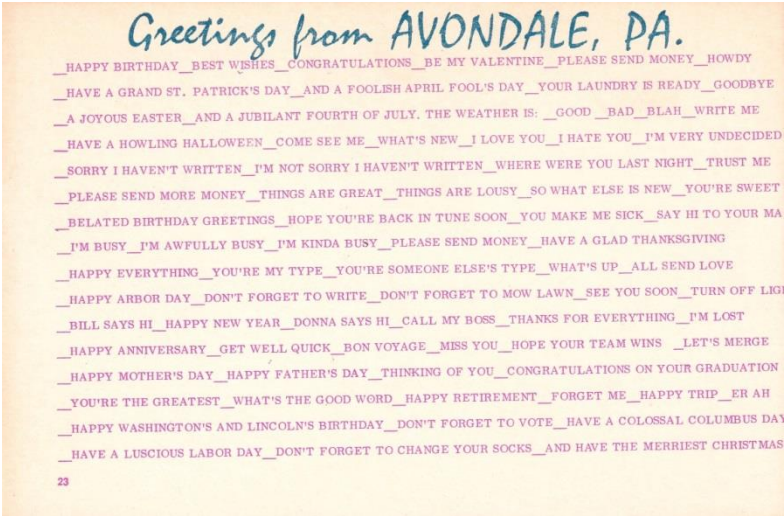 Greetings from AVONDALE, PA.
__HAPPY BIRTHDAY__BEST WISHES__CONGRATULATIONS__BE MY VALENTINE__PLEASE SEND MONEY__HOWDY
__HAVE A GRAND ST. PATRICK'S DAY__AND A FOOLISH APRIL FOOL'S DAY__YOUR LAUNDRY IS READY__GOODBYE
__A JOYOUS EASTER__AND A JUBILANT FOURTH OF JULY. THE WEATHER IS: __GOOD __BAD__BLAH__WRITE ME
__HAVE A HOWLING HALLOWEEN__COME SEE ME__WHAT'S NEW__I LOVE YOU__I HATE YOU__I'M VERY UNDECIDED
__SORRY I HAVEN'T WRITTEN__I'M NOT SORRY I HAVEN'T WRITTEN__WHERE WERE YOU LAST NIGHT__TRUST ME
__PLEASE SEND MORE MONEY__THINGS ARE GREAT__THINGS ARE LOUSY__SO WHAT ELSE IS NEW__YOU'RE SWEET
__BELATED BIRTHDAY GREETINGS__HOPE YOU'RE BACK IN TUNE SOON__YOU MAKE ME SICK__SAY HI TO YOUR MA
__I'M BUSY__I'M AWFULLY BUSY__I'M KINDA BUSY__PLEASE SEND MONEY__HAVE A GLAD THANKSGIVING
__HAPPY EVERYTHING__YOU'RE MY TYPE__YOU'RE SOMEONE ELSE'S TYPE__WHAT'S UP__ALL SEND LOVE
__HAPPY ARBOR DAY__DON'T FORGET TO WRITE__DON'T FORGET TO MOW LAWN__SEE YOU SOON__TURN OFF LIG
__BILL SAYS HI__HAPPY NEW YEAR__DONNA SAYS HI__CALL MY BOSS__THANKS FOR EVERYTHING__I'M LOST
__HAPPY ANNIVERSARY__GET WELL QUICK__BON VOYAGE__MISS YOU__HOPE YOUR TEAM WINS __LET'S MERGE
__HAPPY MOTHER'S DAY__HAPPY FATHER'S DAY__THINKING OF YOU__CONGRATULATIONS ON YOUR GRADUATION
__YOU'RE THE GREATEST__WHAT'S THE GOOD WORD__HAPPY RETIREMENT__FORGET ME__HAPPY TRIP__ER AH
__HAPPY WASHINGTON'S AND LINCOLN'S BIRTHDAY__DON'T FORGET TO VOTE__HAVE A COLOSSAL COLUMBUS DAY
__HAVE A LUSCIOUS LABOR DAY__DON'T FORGET TO CHANGE YOUR SOCKS__AND HAVE THE MERRIEST CHRISTMAS
23